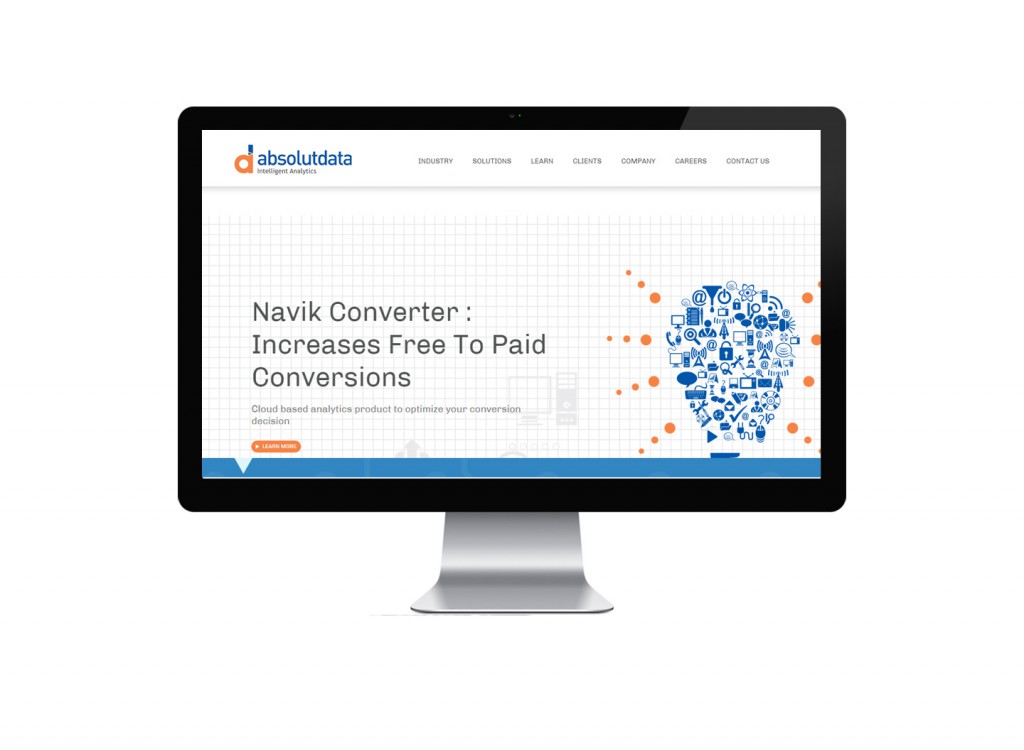 absolutdata
Intelligent Analytics
INDUSTRY SOLUTIONS LEARN CLIENTS COMPANY CAREERS CONTACT US
Navik Converter :
Increases Free To Paid
Conversions
Cloud based analytics product to optimize your conversion
decision
LEARN MORE